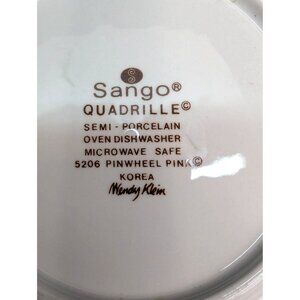 S
Sango®
QUADRILLE©
SEMI-PORCELAIN
OVEN DISHWASHER
MICROWAVE SAFE
5206 PINWHEEL PINK©
KOREA
Wendy Klein